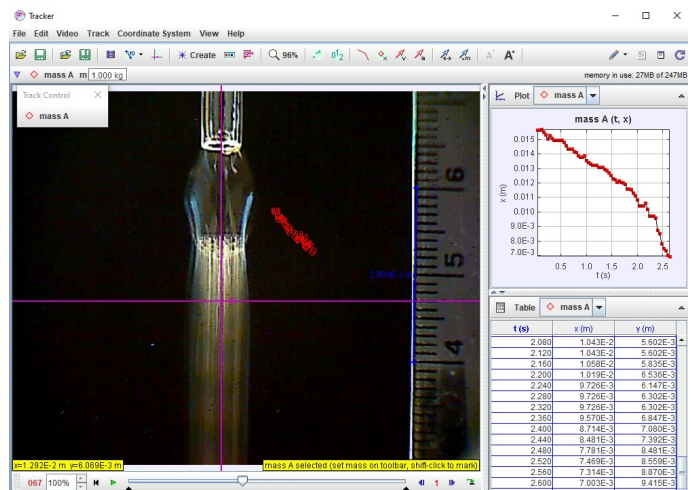 Tracker
File Edit Video Track Coordinate System View Help
Create 96%
mass A m 1.000 kg memory in use: 27MB of 247MB
Track Control
mass A
6
5
4
2.000E-3 m
x=1.292E-2 m y=6.069E-3 m
mass A selected (set mass on toolbar, shift-click to mark)
067 100% 1
Plot mass A
mass A (t, x)
x (m)
0.015
0.014
0.013
0.012
0.011
0.010
9.0E-3
8.0E-3
7.0E-3
0.5 1.0 1.5 2.0 2.5
t (s)
Table mass A
t (s) x (m) y (m)
2.080 1.043E-2 5.602E-3
2.120 1.043E-2 5.602E-3
2.160 1.058E-2 5.835E-3
2.200 1.019E-2 6.536E-3
2.240 9.726E-3 6.147E-3
2.280 9.726E-3 6.302E-3
2.320 9.726E-3 6.302E-3
2.360 9.570E-3 6.847E-3
2.400 8.714E-3 7.080E-3
2.440 8.481E-3 7.392E-3
2.480 7.781E-3 8.481E-3
2.520 7.469E-3 8.559E-3
2.560 7.314E-3 8.870E-3
2.600 7.003E-3 9.415E-3